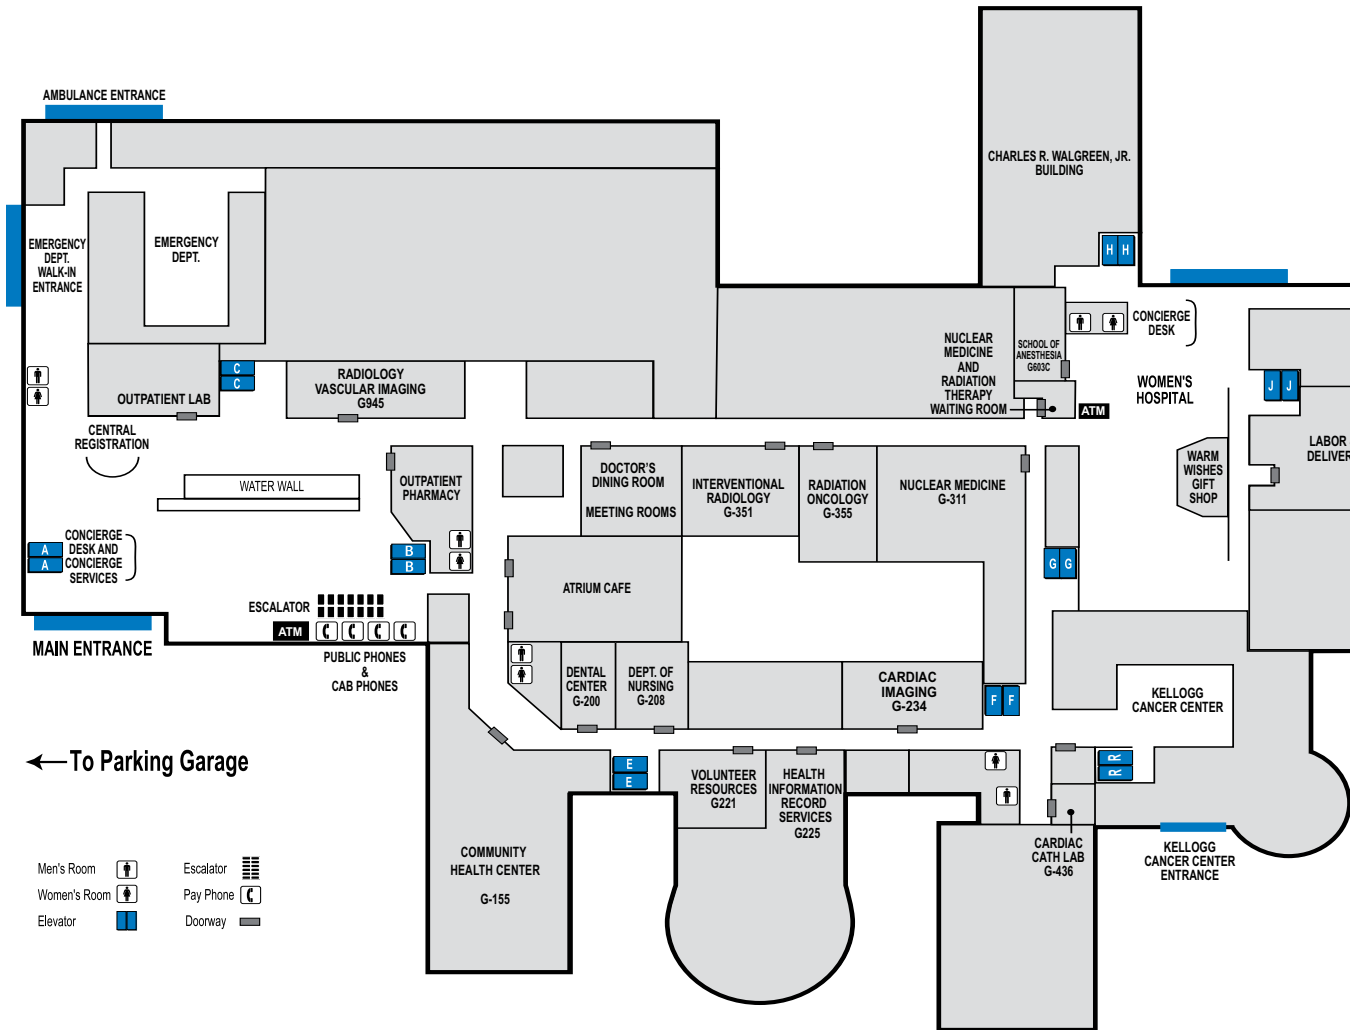 AMBULANCE ENTRANCE
CHARLES R. WALGREEN, JR.
BUILDING
EMERGENCY
DEPT.
WALK-IN
ENTRANCE
EMERGENCY
DEPT.
H H
CONCIERGE
DESK
NUCLEAR
MEDICINE
AND
RADIATION
THERAPY
WAITING ROOM
SCHOOL OF
ANESTHESIA
G603C
ATM
WOMEN'S
HOSPITAL
J J
C
C
OUTPATIENT LAB
RADIOLOGY
VASCULAR IMAGING
G945
CENTRAL
REGISTRATION
WATER WALL
OUTPATIENT
PHARMACY
DOCTOR'S
DINING ROOM
MEETING ROOMS
INTERVENTIONAL
RADIOLOGY
G-351
RADIATION
ONCOLOGY
G-355
NUCLEAR MEDICINE
G-311
WARM
WISHES
GIFT
SHOP
LABOR
DELIVER
A
A
CONCIERGE
DESK AND
CONCIERGE
SERVICES
B
B
G G
ATRIUM CAFE
ESCALATOR
ATM
MAIN ENTRANCE
PUBLIC PHONES
&
CAB PHONES
DENTAL
CENTER
G-200
DEPT. OF
NURSING
G-208
CARDIAC
IMAGING
G-234
F F
KELLOGG
CANCER CENTER
To Parking Garage
E
E
VOLUNTEER
RESOURCES
G221
HEALTH
INFORMATION
RECORD
SERVICES
G225
R
R
CARDIAC
CATH LAB
G-436
KELLOGG
CANCER CENTER
ENTRANCE
COMMUNITY
HEALTH CENTER
G-155
Men's Room
Escalator
Women's Room
Pay Phone
Elevator
Doorway